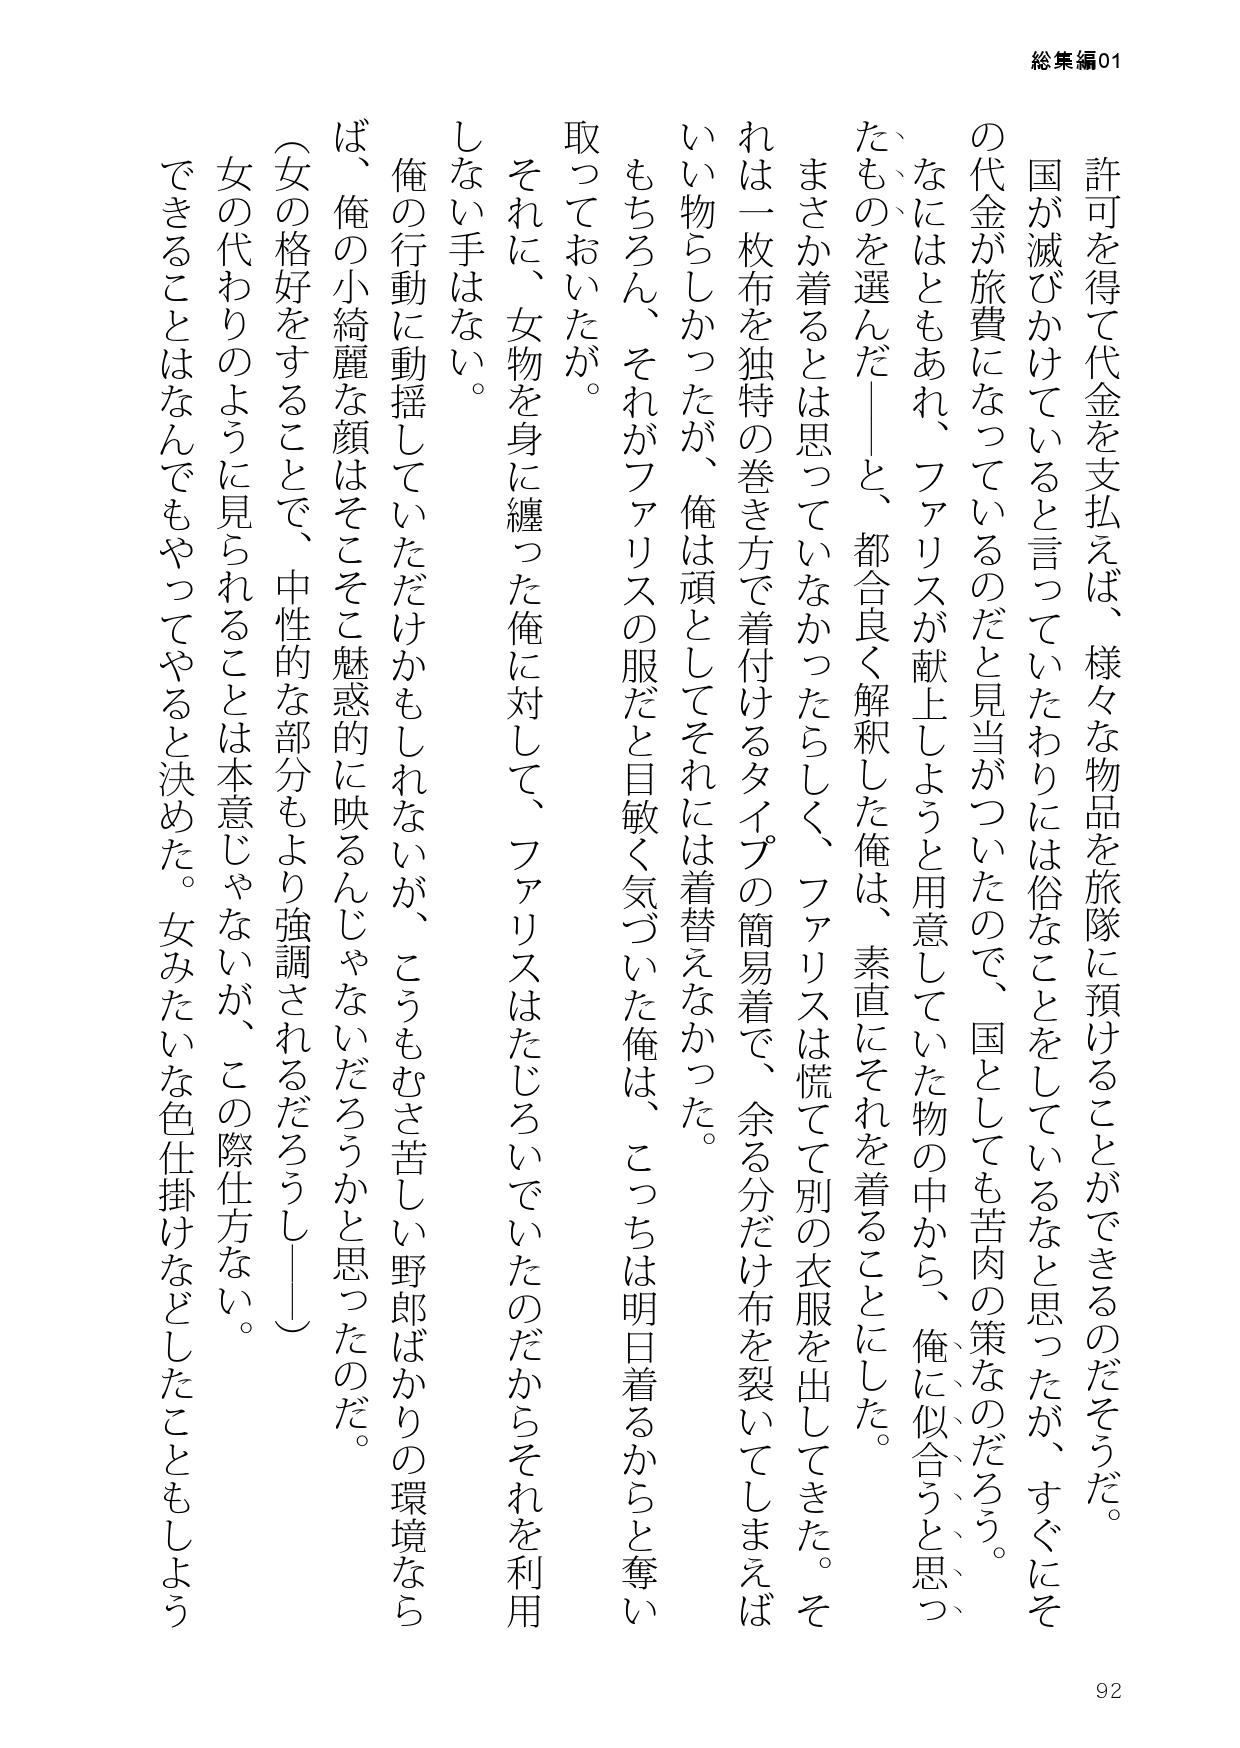 総集編01
許可を得て代金を支払えば、様々な物品を旅隊に預けることができるのだそうだ。
国が滅びかけていると言っていたわりには俗なことをしているなと思ったが、すぐにそ
の代金が旅費になっているのだと見当がついたので、国としても苦肉の策なのだろう。
なにはともあれ、ファリスが献上しようと用意していた物の中から、俺に似合うと思っ
たものを選んだ――と、都合良く解釈した俺は、素直にそれを着ることにした。
まさか着るとは思っていなかったらしく、ファリスは慌てて別の衣服を出してきた。そ
れは一枚布を独特の巻き方で着付けるタイプの簡易着で、余る分だけ布を裂いてしまえば
いい物らしかったが、俺は頑としてそれには着替えなかった。
もちろん、それがファリスの服だと目敏く気づいた俺は、こっちは明日着るからと奪い
取っておいたが。
それに、女物を身に纏った俺に対して、ファリスはたじろいでいたのだからそれを利用
しない手はない。
俺の行動に動揺していただけかもしれないが、こうもむさ苦しい野郎ばかりの環境なら
ば、俺の小綺麗な顔はそこそこ魅惑的に映るんじゃないだろうかと思ったのだ。
（女の格好をすることで、中性的な部分もより強調されるだろうし――）
女の代わりのように見られることは本意じゃないが、この際仕方ない。
できることはなんでもやってやると決めた。女みたいな色仕掛けなどしたこともしよう
92